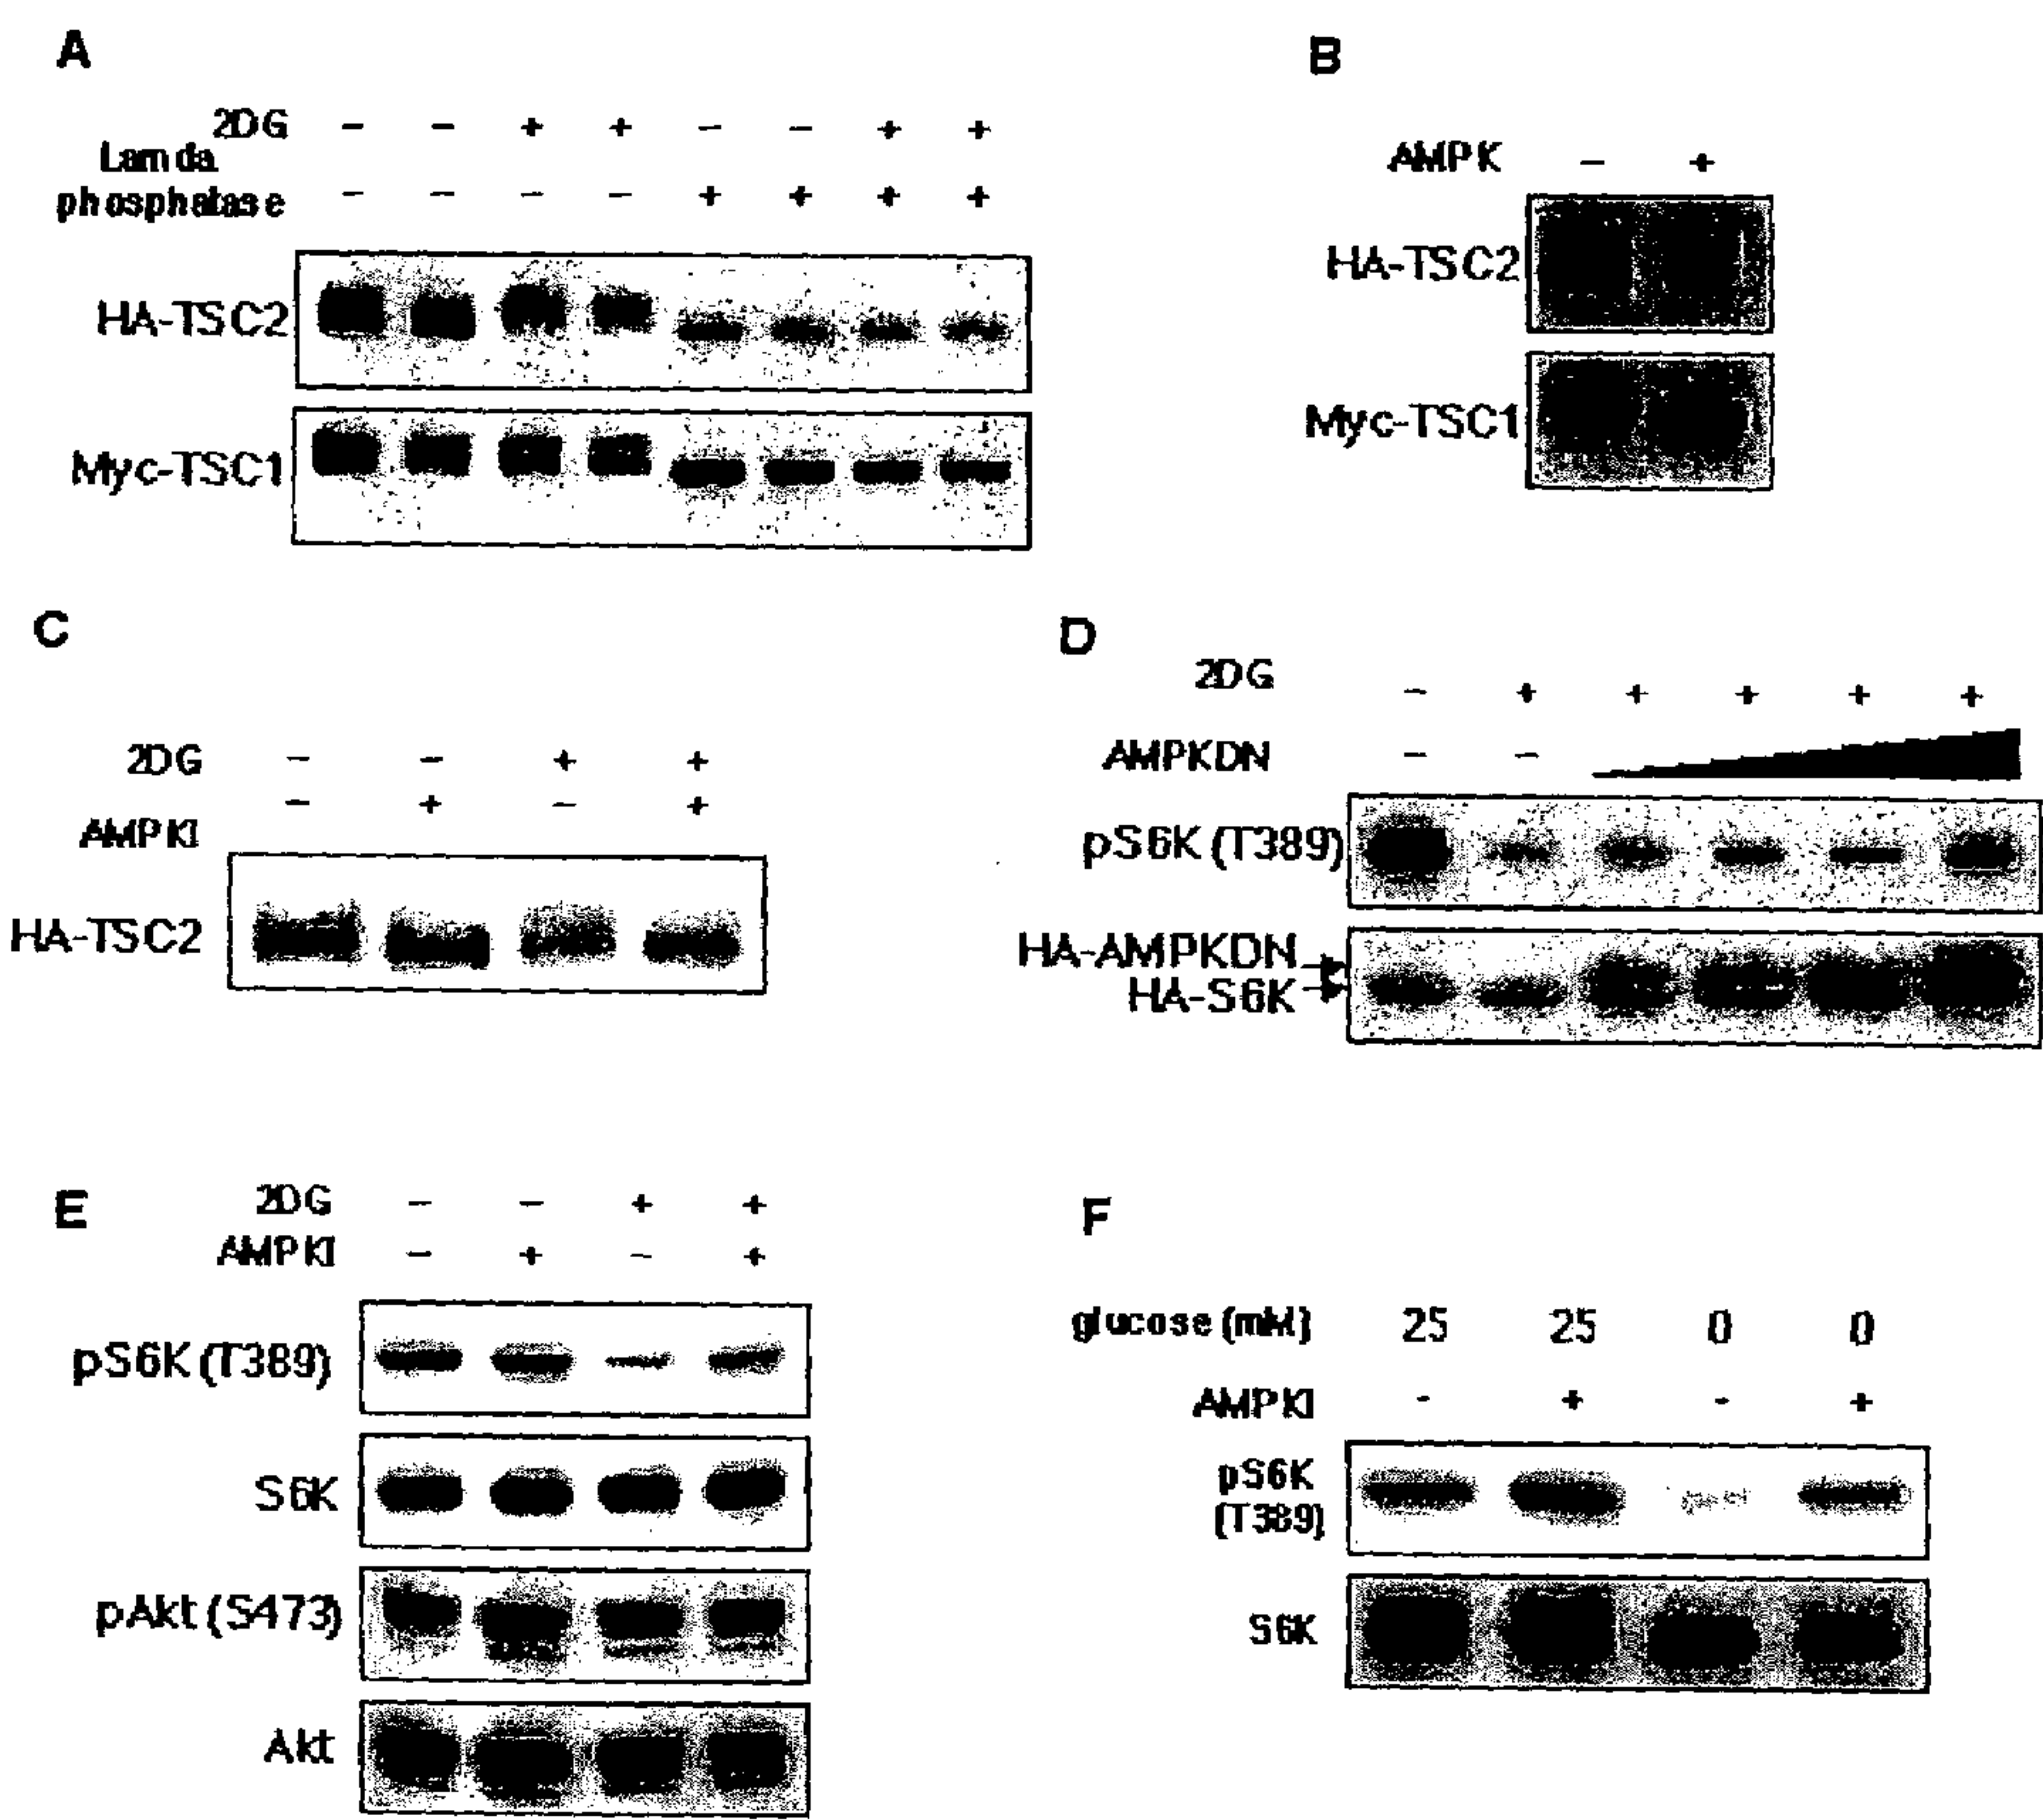 A
2DG - - + + - - + +
Lamda
phosphatase - - - - + + + +
HA-TSC2
Myc-TSC1
B
AMPK - +
HA-TSC2
Myc-TSC1
C
2DG - - + +
AMPKI - + - +
HA-TSC2
D
2DG - + + + + +
AMPKDN - -
pS6K (T389)
HA-AMPKDN
HA-S6K
E
2DG - - + +
AMPKI - + - +
pS6K (T389)
S6K
pAkt (S473)
Akt
F
glucose (mM) 25 25 0 0
AMPKI - + - +
pS6K
(T389)
S6K